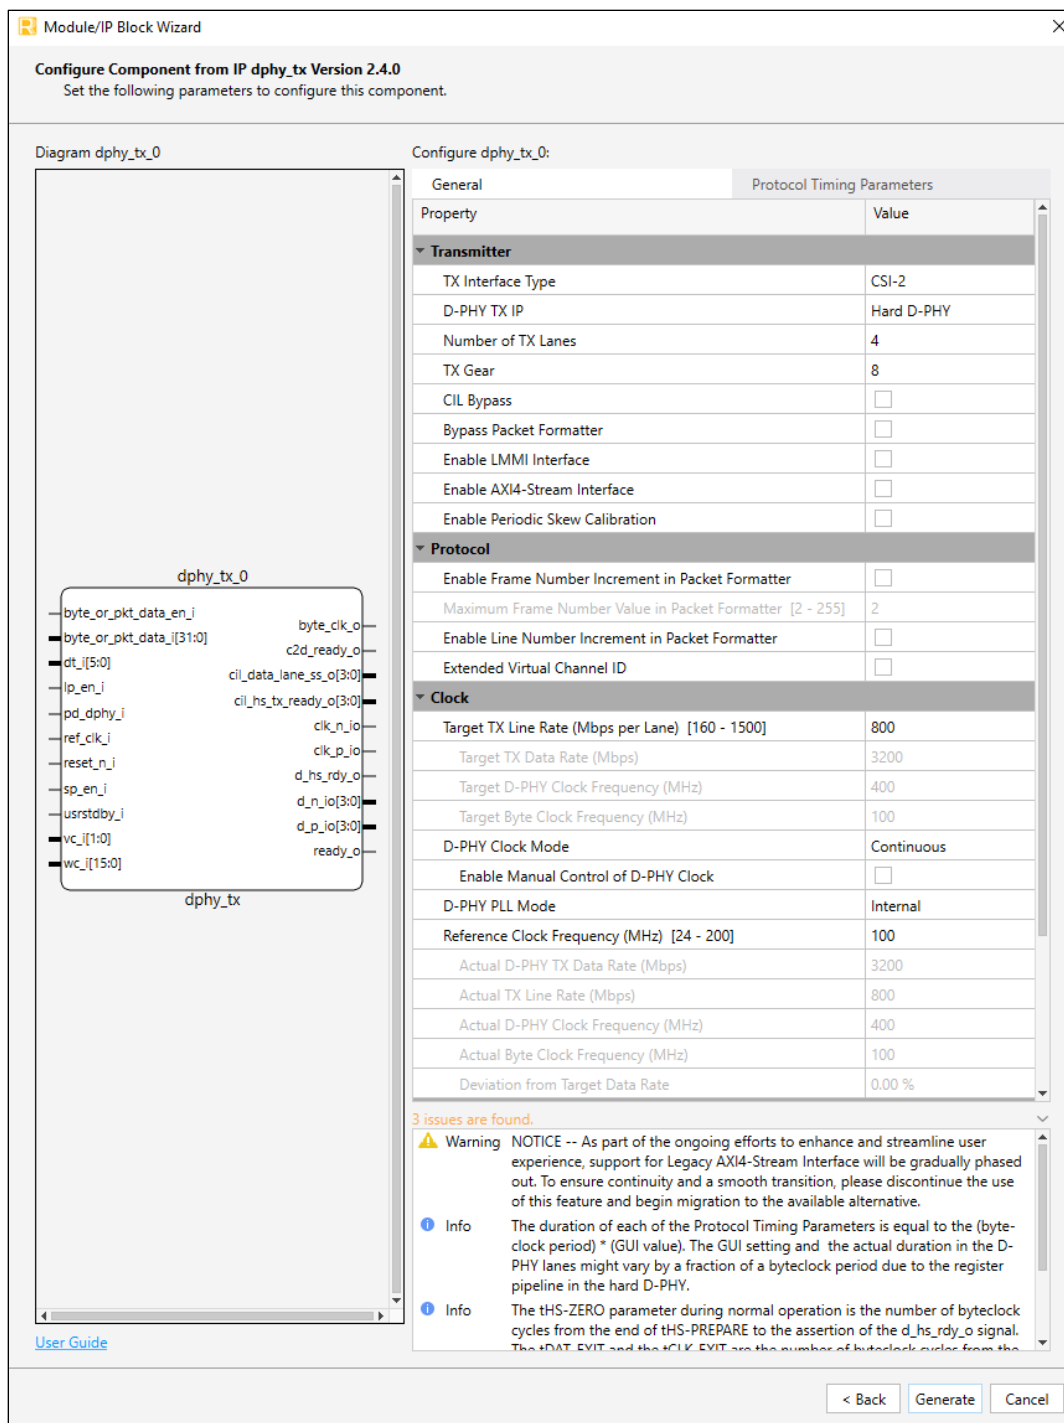 Module/IP Block Wizard
Configure Component from IP dphy_tx Version 2.4.0
Set the following parameters to configure this component.
Diagram dphy_tx_0
dphy_tx_0
byte_or_pkt_data_en_i
byte_or_pkt_data_i[31:0]
dt_i[5:0]
lp_en_i
pd_dphy_i
ref_clk_i
reset_n_i
sp_en_i
usrstdby_i
vc_i[1:0]
wc_i[15:0]
byte_clk_o
c2d_ready_o
cil_data_lane_ss_o[3:0]
cil_hs_tx_ready_o[3:0]
clk_n_io
clk_p_io
d_hs_rdy_o
d_n_io[3:0]
d_p_io[3:0]
ready_o
dphy_tx
User Guide
Configure dphy_tx_0:
General Protocol Timing Parameters
Property Value
Transmitter
TX Interface Type CSI-2
D-PHY TX IP Hard D-PHY
Number of TX Lanes 4
TX Gear 8
CIL Bypass
Bypass Packet Formatter
Enable LMMI Interface
Enable AXI4-Stream Interface
Enable Periodic Skew Calibration
Protocol
Enable Frame Number Increment in Packet Formatter
Maximum Frame Number Value in Packet Formatter [2 - 255] 2
Enable Line Number Increment in Packet Formatter
Extended Virtual Channel ID
Clock
Target TX Line Rate (Mbps per Lane) [160 - 1500] 800
Target TX Data Rate (Mbps) 3200
Target D-PHY Clock Frequency (MHz) 400
Target Byte Clock Frequency (MHz) 100
D-PHY Clock Mode Continuous
Enable Manual Control of D-PHY Clock
D-PHY PLL Mode Internal
Reference Clock Frequency (MHz) [24 - 200] 100
Actual D-PHY TX Data Rate (Mbps) 3200
Actual TX Line Rate (Mbps) 800
Actual D-PHY Clock Frequency (MHz) 400
Actual Byte Clock Frequency (MHz) 100
Deviation from Target Data Rate 0.00 %
3 issues are found.
Warning NOTICE -- As part of the ongoing efforts to enhance and streamline user
experience, support for Legacy AXI4-Stream Interface will be gradually phased
out. To ensure continuity and a smooth transition, please discontinue the use
of this feature and begin migration to the available alternative.
Info The duration of each of the Protocol Timing Parameters is equal to the (byte-
clock period) * (GUI value). The GUI setting and the actual duration in the D-
PHY lanes might vary by a fraction of a byteclock period due to the register
pipeline in the hard D-PHY.
Info The tHS-ZERO parameter during normal operation is the number of byteclock
cycles from the end of tHS-PREPARE to the assertion of the d_hs_rdy_o signal.
The tDAT-EXIT and the tCLK-EXIT are the number of byteclock cycles from the
< Back Generate Cancel